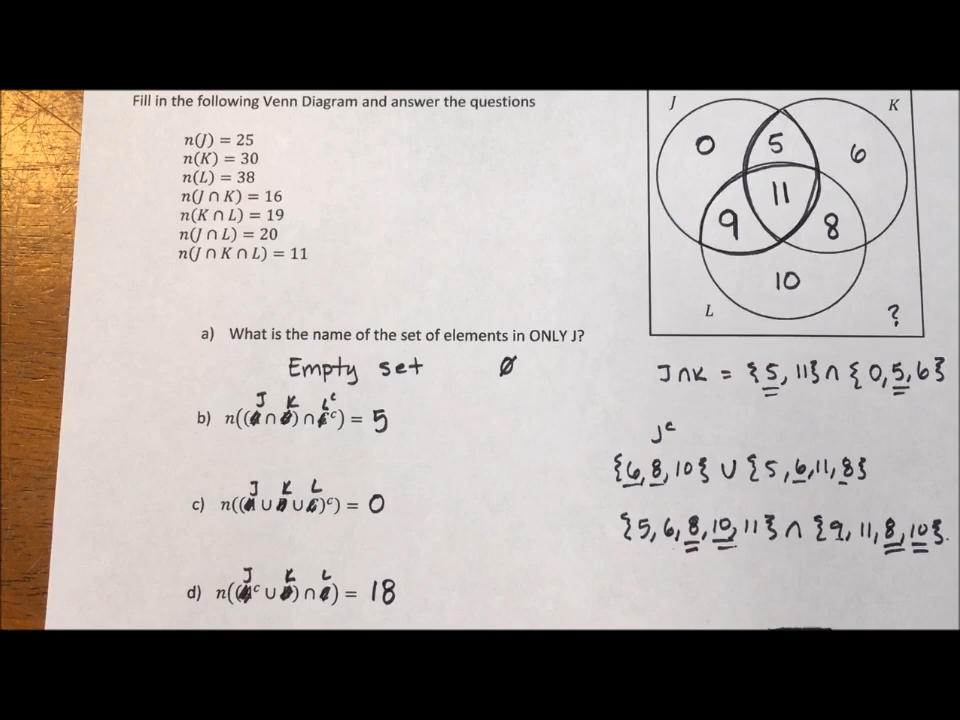 Fill in the following Venn Diagram and answer the questions
n(J) = 25
n(K) = 30
n(L) = 38
n(J ∩ K) = 16
n(K ∩ L) = 19
n(J ∩ L) = 20
n(J ∩ K ∩ L) = 11
J
K
0
5
6
11
9
8
10
L
?
a) What is the name of the set of elements in ONLY J?
Empty set ∅
J∩K = {5, 11} ∩ {0, 5, 6}
J K Lᶜ
b) n((∩)∩ᶜ) = 5
Jᶜ
{6, 8, 10} ∪ {5, 6, 11, 8}
J K L
c) n((∪∪)ᶜ) = 0
{5, 6, 8, 10, 11} ∩ {9, 11, 8, 10}.
J K L
d) n((ᶜ∪)∩) = 18